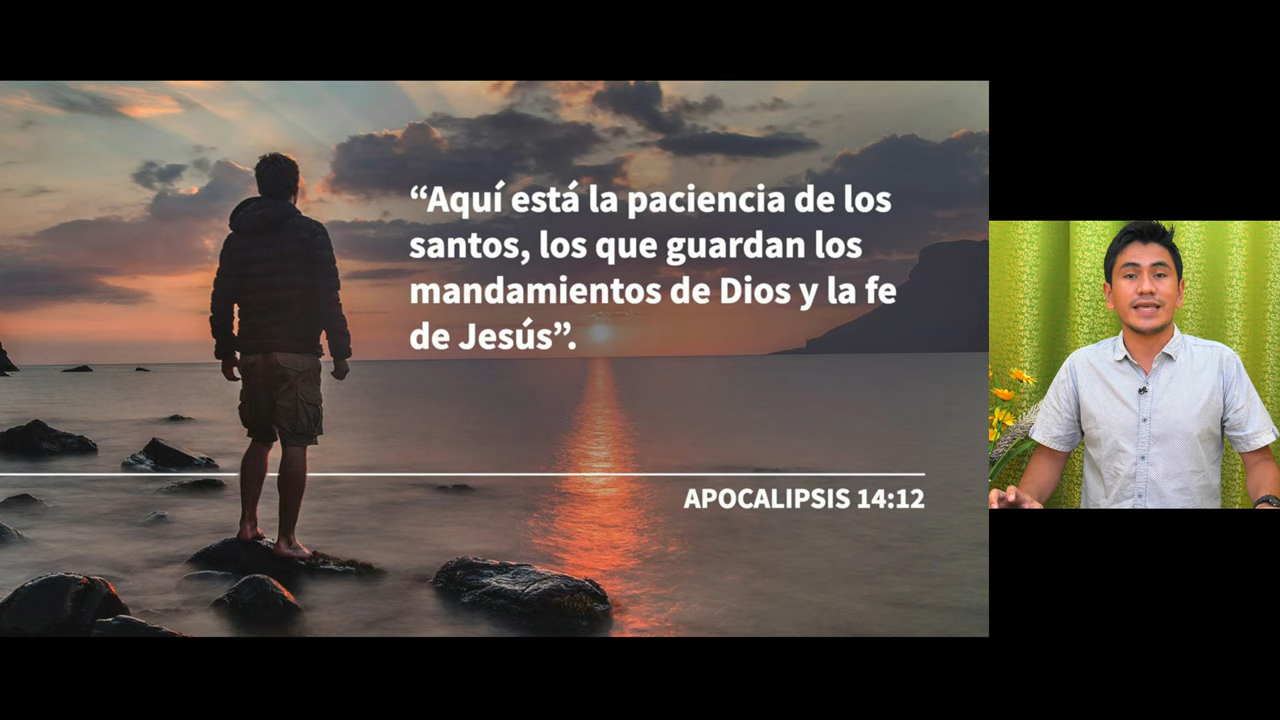 “Aquí está la paciencia de los
santos, los que guardan los
mandamientos de Dios y la fe
de Jesús”.
APOCALIPSIS 14:12